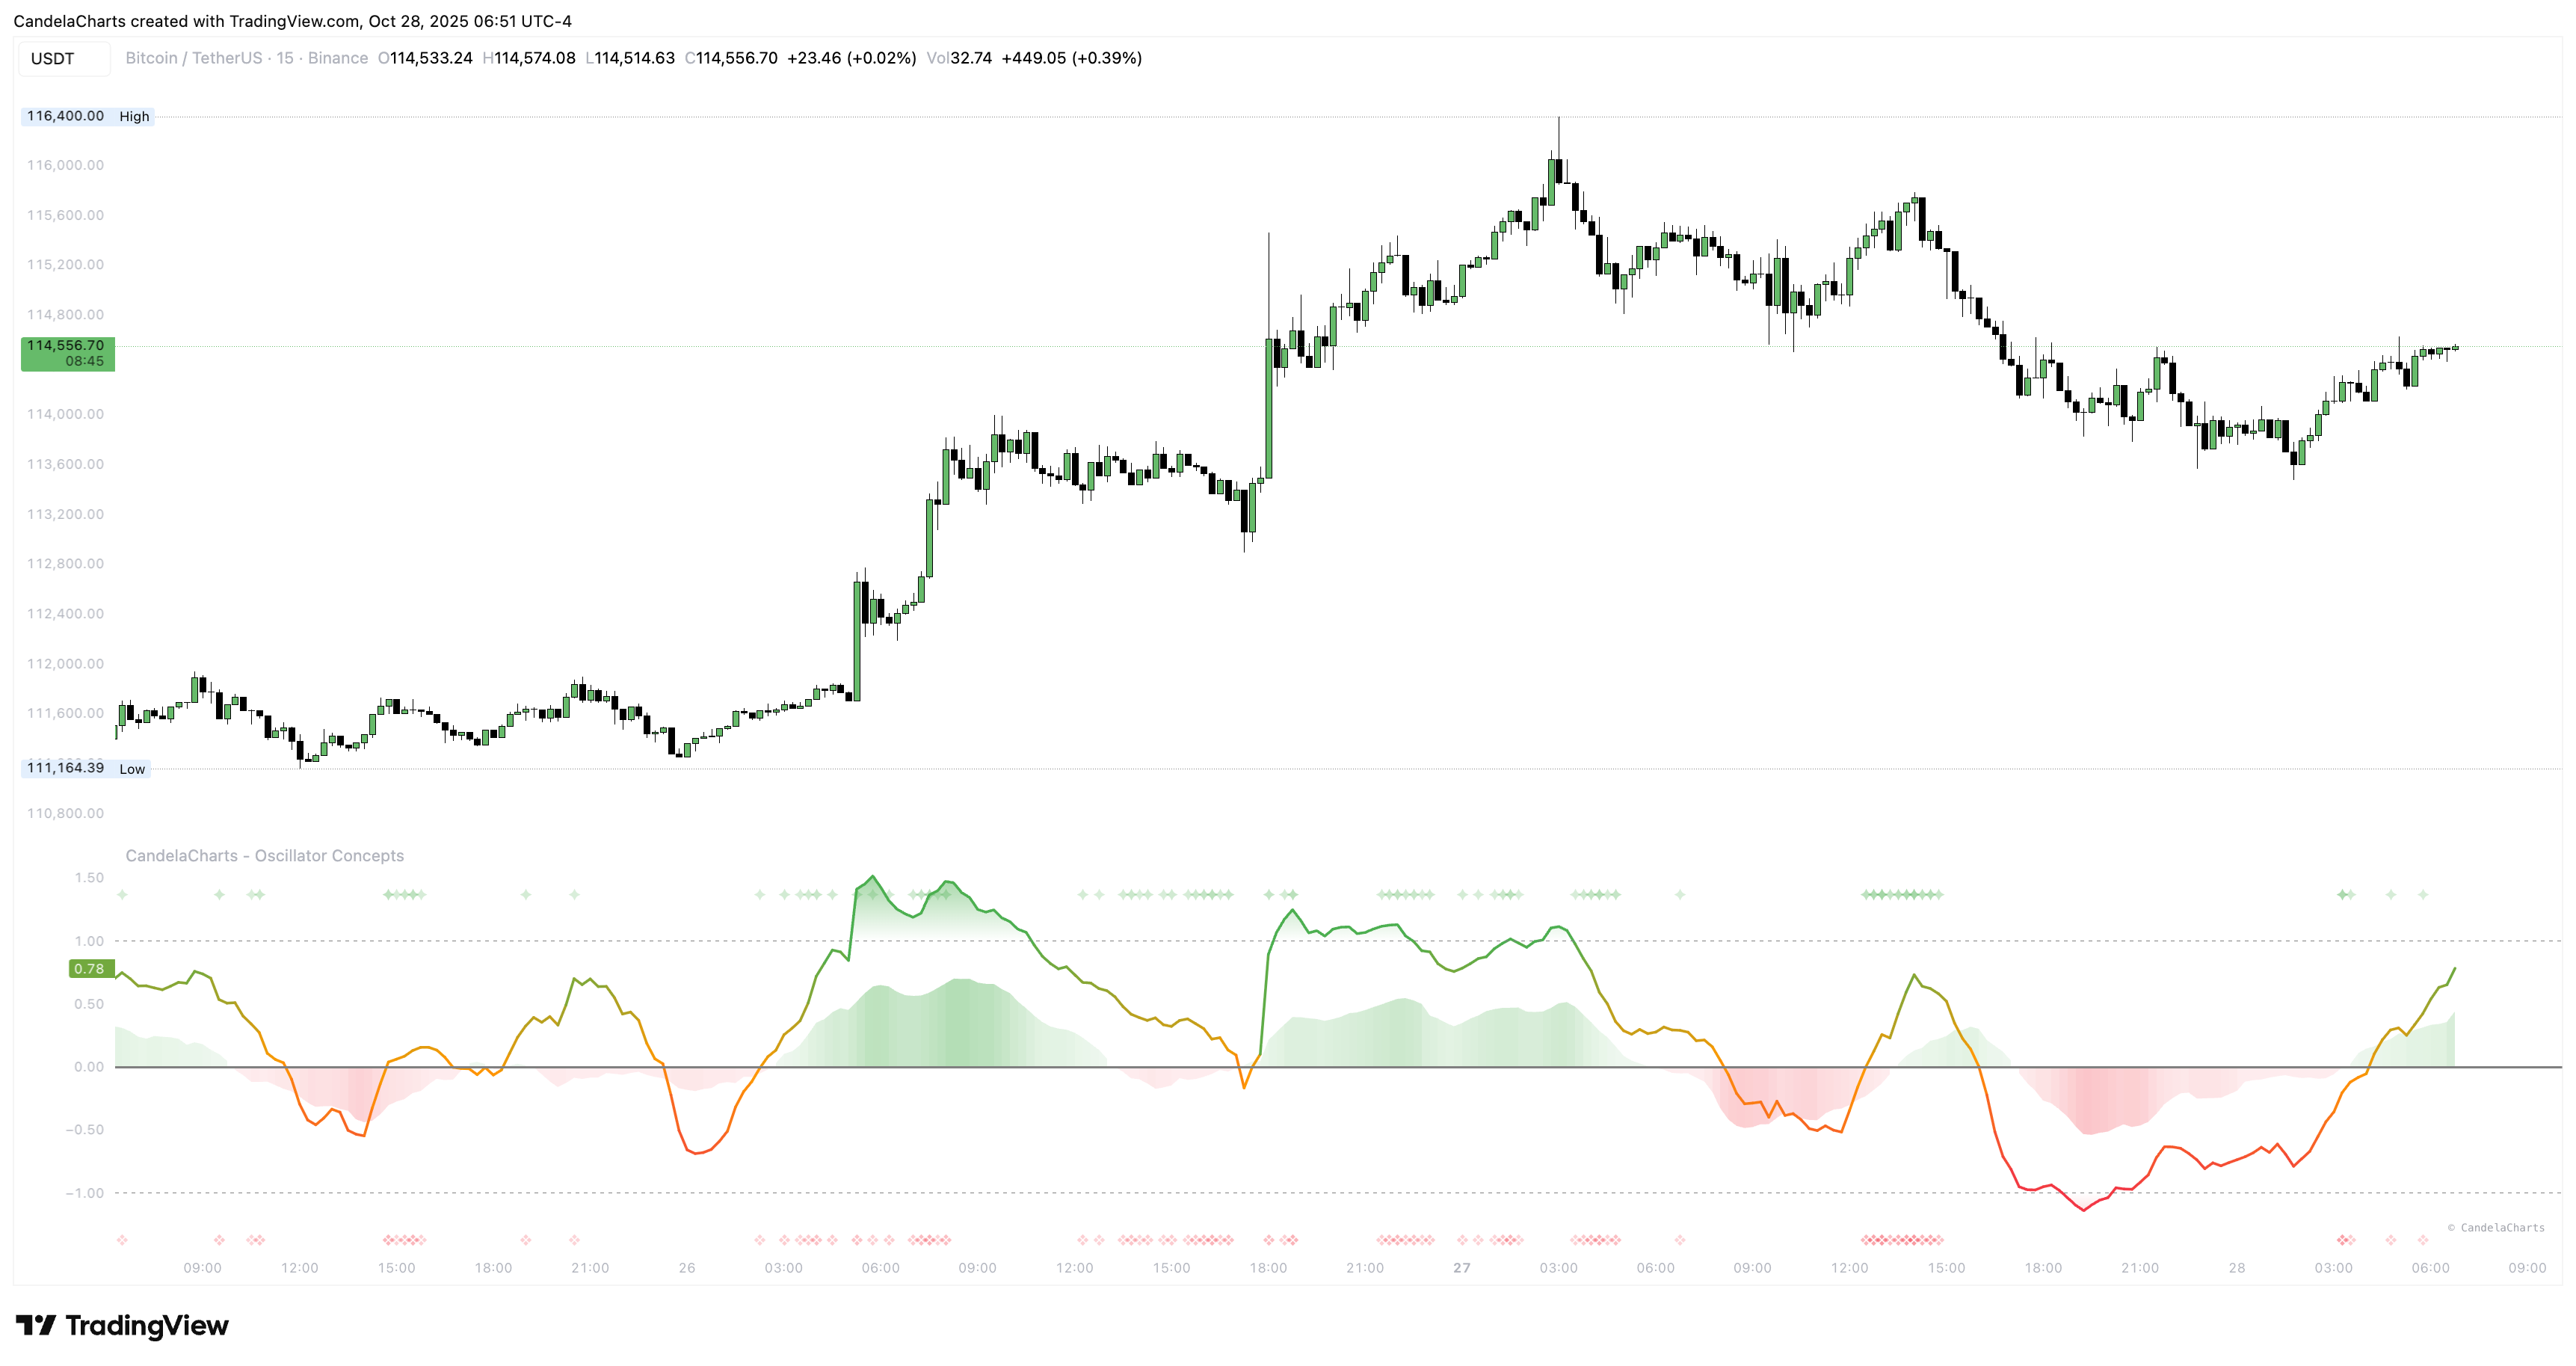 CandelaCharts created with TradingView.com, Oct 28, 2025 06:51 UTC-4
USDT Bitcoin / TetherUS · 15 · Binance O114,533.24 H114,574.08 L114,514.63 C114,556.70 +23.46 (+0.02%) Vol32.74 +449.05 (+0.39%)
116,400.00 High
116,000.00
115,600.00
115,200.00
114,800.00
114,556.70
08:45
114,000.00
113,600.00
113,200.00
112,800.00
112,400.00
112,000.00
111,600.00
111,164.39 Low
110,800.00
CandelaCharts - Oscillator Concepts
1.50
1.00
0.78
0.50
0.00
−0.50
−1.00
© CandelaCharts
09:00 12:00 15:00 18:00 21:00 26 03:00 06:00 09:00 12:00 15:00 18:00 21:00 27 03:00 06:00 09:00 12:00 15:00 18:00 21:00 28 03:00 06:00 09:00
TradingView